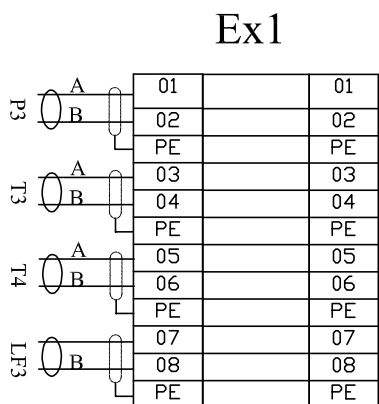 Ex1
A 01 01
P3
B 02 02
PE PE
A 03 03
T3
B 04 04
PE PE
A 05 05
T4
B 06 06
PE PE
07 07
LF3
B 08 08
PE PE